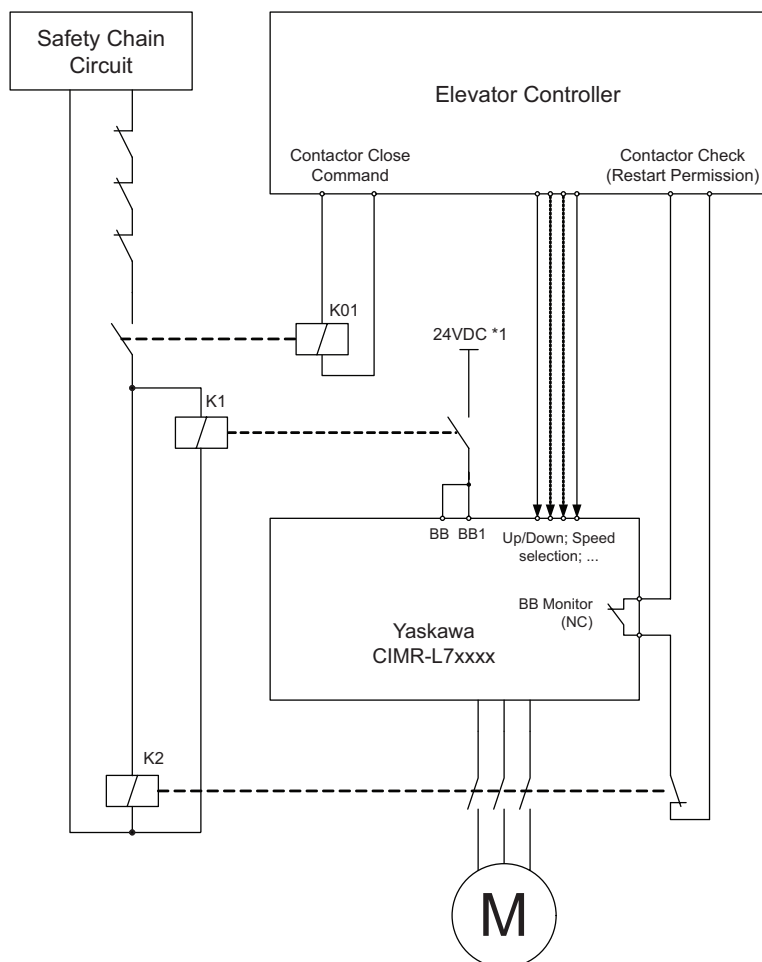 Safety Chain
Circuit
Elevator Controller
Contactor Close
Command
Contactor Check
(Restart Permission)
K01
24VDC *1
K1
BB
BB1
Up/Down; Speed
selection; ...
BB Monitor
(NC)
Yaskawa
CIMR-L7xxxx
K2
M